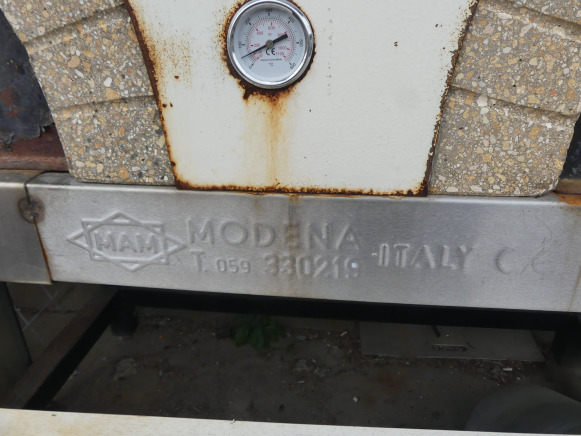 MAM MODENA - ITALY CE
T. 059 330219